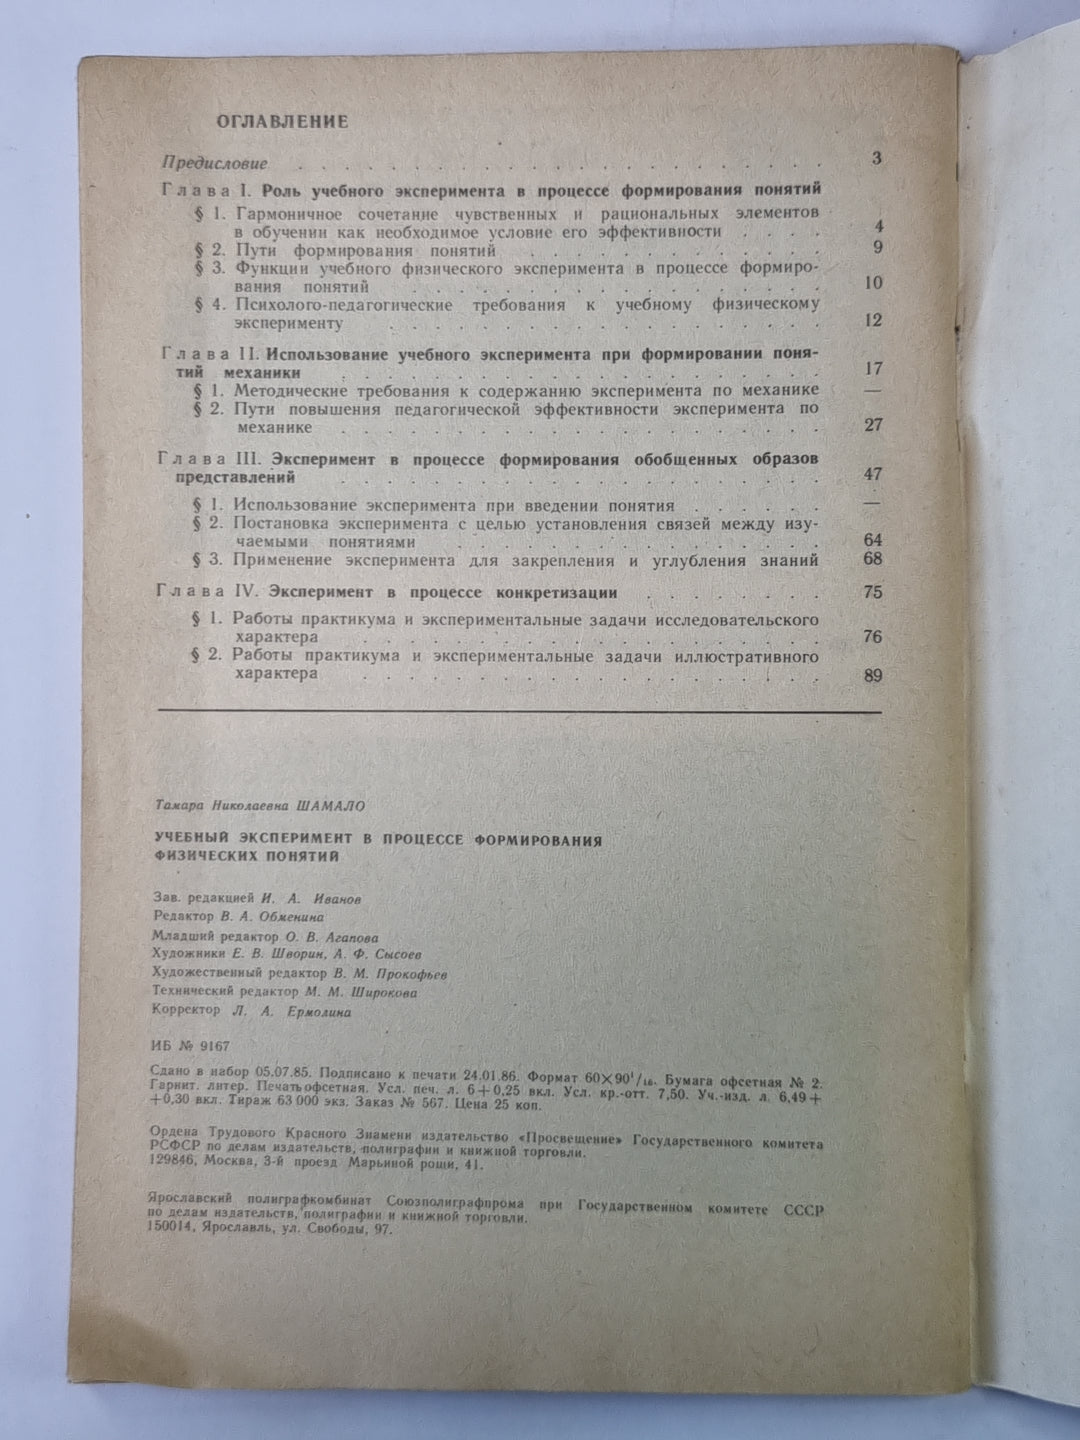 ОГЛАВЛЕНИЕ
Предисловие . . . . . . . . . . . . . . . . . . . 3
Глава I. Роль учебного эксперимента в процессе формирования понятий
§ 1. Гармоничное сочетание чувственных и рациональных элементов
в обучении как необходимое условие его эффективности . . . . 4
§ 2. Пути формирования понятий . . . . . . . . . . . 9
§ 3. Функции учебного физического эксперимента в процессе формиро-
вания понятий . . . . . . . . . . . . . . . 10
§ 4. Психолого-педагогические требования к учебному физическому
эксперименту . . . . . . . . . . . . . . . . 12
Глава II. Использование учебного эксперимента при формировании поня-
тий механики . . . . . . . . . . . . . . . . . 17
§ 1. Методические требования к содержанию эксперимента по механике —
§ 2. Пути повышения педагогической эффективности эксперимента по
механике . . . . . . . . . . . . . . . . . 27
Глава III. Эксперимент в процессе формирования обобщенных образов
представлений . . . . . . . . . . . . . . . . . 47
§ 1. Использование эксперимента при введении понятия . . . . . . —
§ 2. Постановка эксперимента с целью установления связей между изу-
чаемыми понятиями . . . . . . . . . . . . . . 64
§ 3. Применение эксперимента для закрепления и углубления знаний 68
Глава IV. Эксперимент в процессе конкретизации . . . . . . . . 75
§ 1. Работы практикума и экспериментальные задачи исследовательского
характера . . . . . . . . . . . . . . . . . 76
§ 2. Работы практикума и экспериментальные задачи иллюстративного
характера . . . . . . . . . . . . . . . . . 89
Тамара Николаевна ШАМАЛО
УЧЕБНЫЙ ЭКСПЕРИМЕНТ В ПРОЦЕССЕ ФОРМИРОВАНИЯ
ФИЗИЧЕСКИХ ПОНЯТИЙ
Зав. редакцией И. А. Иванов
Редактор В. А. Обменина
Младший редактор О. В. Агапова
Художники Е. В. Шворин, А. Ф. Сысоев
Художественный редактор В. М. Прокофьев
Технический редактор М. М. Широкова
Корректор Л. А. Ермолина
ИБ № 9167
Сдано в набор 05.07.85. Подписано к печати 24.01.86. Формат 60×90¹/₁₆. Бумага офсетная № 2.
Гарнит. литер. Печать офсетная. Усл. печ. л. 6+0,25 вкл. Усл. кр.-отт. 7,50. Уч.-изд. л. 6,49+
+0,30 вкл. Тираж 63 000 экз. Заказ № 567. Цена 25 коп.
Ордена Трудового Красного Знамени издательство «Просвещение» Государственного комитета
РСФСР по делам издательств, полиграфии и книжной торговли.
129846, Москва, 3-й проезд Марьиной рощи, 41.
Ярославский полиграфкомбинат Союзполиграфпрома при Государственном комитете СССР
по делам издательств, полиграфии и книжной торговли.
150014, Ярославль, ул. Свободы, 97.